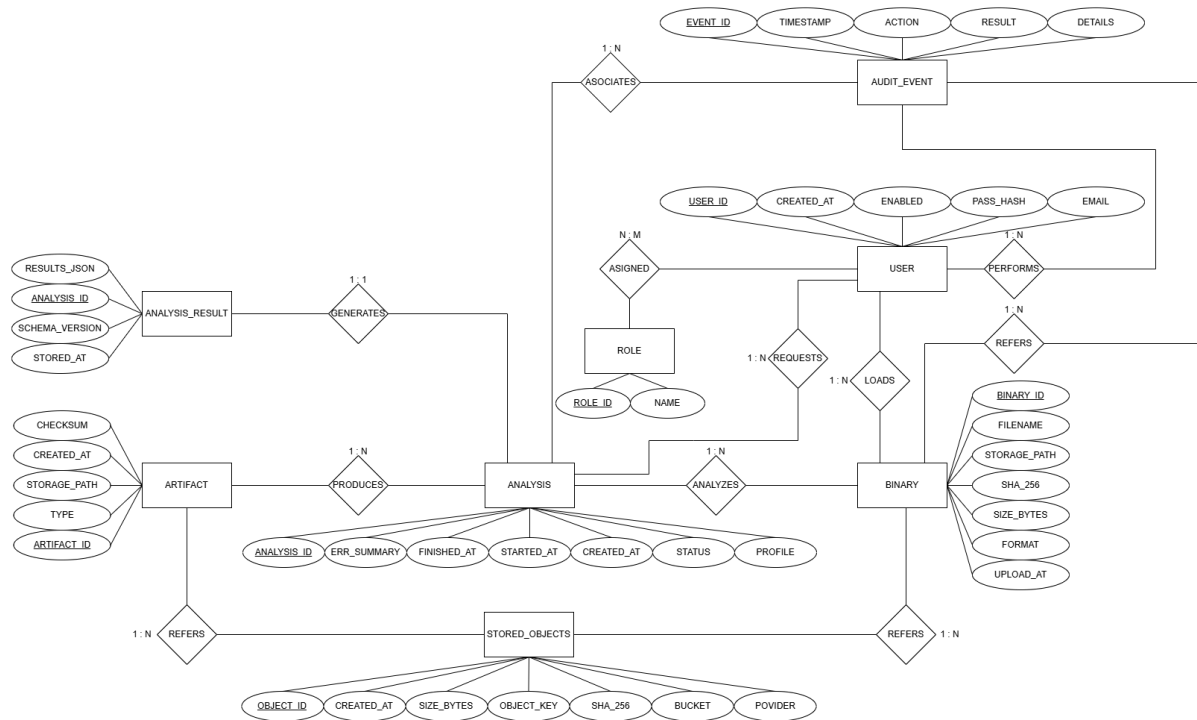 EVENT_ID
TIMESTAMP
ACTION
RESULT
DETAILS
1 : N
ASOCIATES
AUDIT_EVENT
USER_ID
CREATED_AT
ENABLED
PASS_HASH
EMAIL
N : M
ASIGNED
USER
1 : N
PERFORMS
RESULTS_JSON
ANALYSIS_ID
SCHEMA_VERSION
STORED_AT
ANALYSIS_RESULT
1 : 1
GENERATES
ROLE
ROLE_ID
NAME
1 : N
REQUESTS
1 : N
LOADS
1 : N
REFERS
CHECKSUM
CREATED_AT
STORAGE_PATH
TYPE
ARTIFACT_ID
ARTIFACT
1 : N
PRODUCES
ANALYSIS
1 : N
ANALYZES
BINARY
BINARY_ID
FILENAME
STORAGE_PATH
SHA_256
SIZE_BYTES
FORMAT
UPLOAD_AT
ANALYSIS_ID
ERR_SUMMARY
FINISHED_AT
STARTED_AT
CREATED_AT
STATUS
PROFILE
1 : N
REFERS
STORED_OBJECTS
REFERS
1 : N
OBJECT_ID
CREATED_AT
SIZE_BYTES
OBJECT_KEY
SHA_256
BUCKET
POVIDER